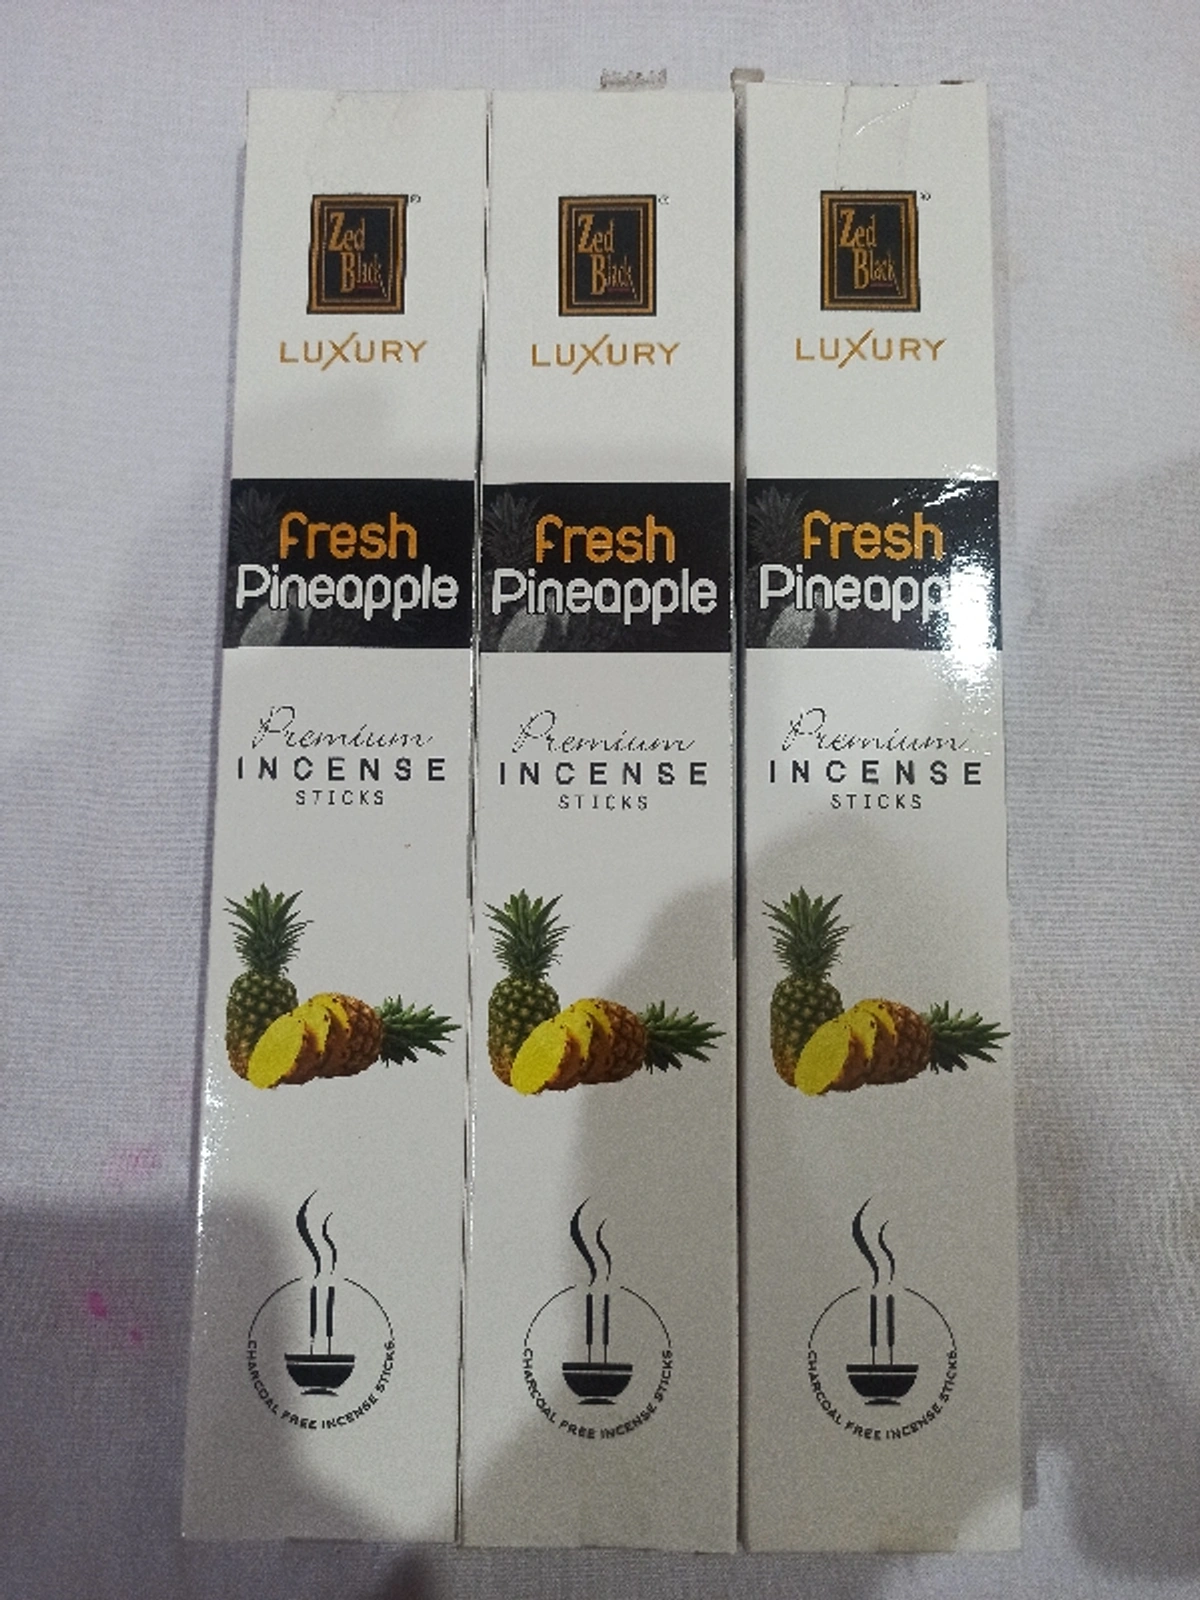 Zed
Black
®
LUXURY
Fresh
Pineapple
Premium
INCENSE
STICKS
CHARCOAL FREE INCENSE STICKS
Zed
Black
®
LUXURY
Fresh
Pineapple
Premium
INCENSE
STICKS
CHARCOAL FREE INCENSE STICKS
Zed
Black
®
LUXURY
Fresh
Pineapp
Premium
INCENSE
STICKS
CHARCOAL FREE INCENSE STICKS